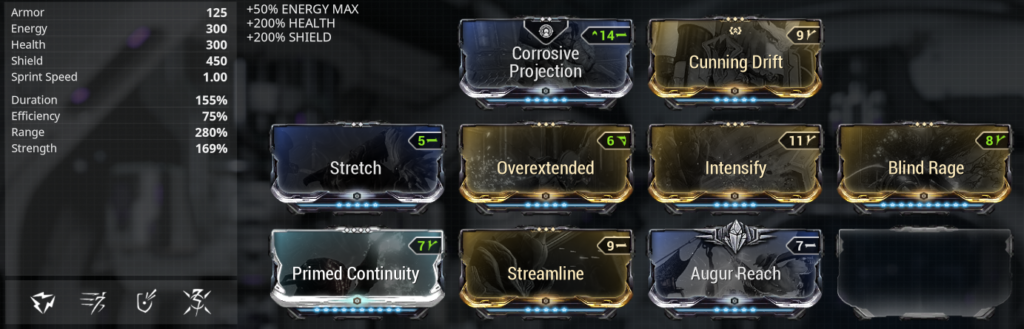 Armor 125
Energy 300
Health 300
Shield 450
Sprint Speed 1.00
Duration 155%
Efficiency 75%
Range 280%
Strength 169%
+50% ENERGY MAX
+200% HEALTH
+200% SHIELD
^14
Corrosive
Projection
9
Cunning Drift
5
Stretch
6
Overextended
11
Intensify
8
Blind Rage
7
Primed Continuity
9
Streamline
7
Augur Reach